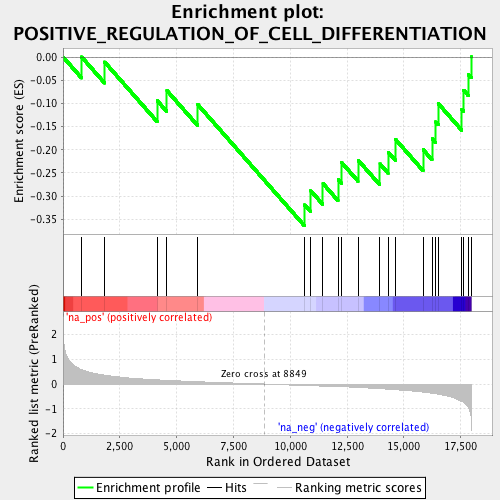 Enrichment plot:
POSITIVE_REGULATION_OF_CELL_DIFFERENTIATION
Enrichment score (ES)
0.00
-0.05
-0.10
-0.15
-0.20
-0.25
-0.30
-0.35
'na_pos' (positively correlated)
Ranked list metric (PreRanked)
2
1
0
-1
-2
Zero cross at 8849
'na_neg' (negatively correlated)
0
2,500
5,000
7,500
10,000
12,500
15,000
17,500
Rank in Ordered Dataset
Enrichment profile
Hits
Ranking metric scores